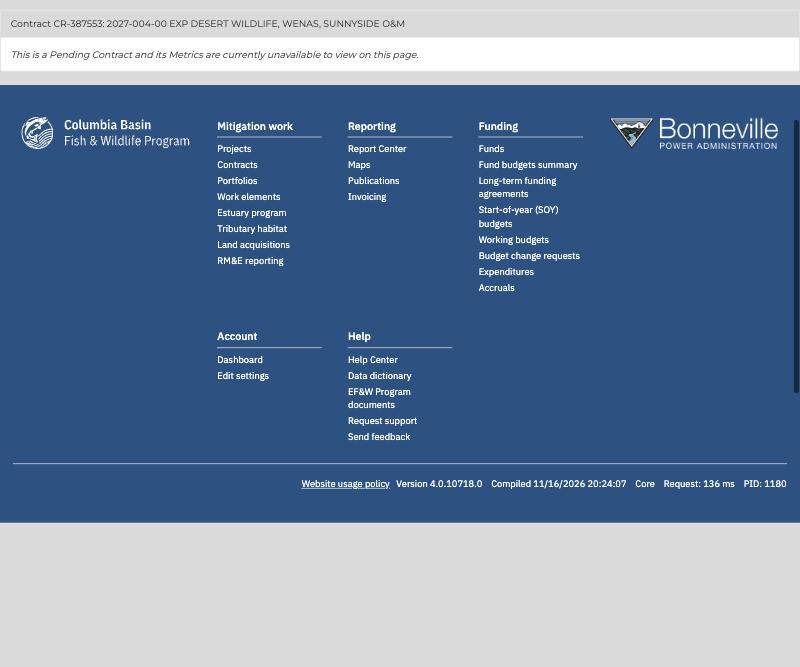 Contract CR-387553: 2027-004-00 EXP DESERT WILDLIFE, WENAS, SUNNYSIDE O&M
This is a Pending Contract and its Metrics are currently unavailable to view on this page.
Columbia Basin
Fish & Wildlife Program
Mitigation work
Projects
Contracts
Portfolios
Work elements
Estuary program
Tributary habitat
Land acquisitions
RM&E reporting
Reporting
Report Center
Maps
Publications
Invoicing
Funding
Funds
Fund budgets summary
Long-term funding
agreements
Start-of-year (SOY)
budgets
Working budgets
Budget change requests
Expenditures
Accruals
Bonneville
POWER ADMINISTRATION
Account
Dashboard
Edit settings
Help
Help Center
Data dictionary
EF&W Program
documents
Request support
Send feedback
Website usage policy Version 4.0.10718.0 Compiled 11/16/2026 20:24:07 Core Request: 136 ms PID: 1180